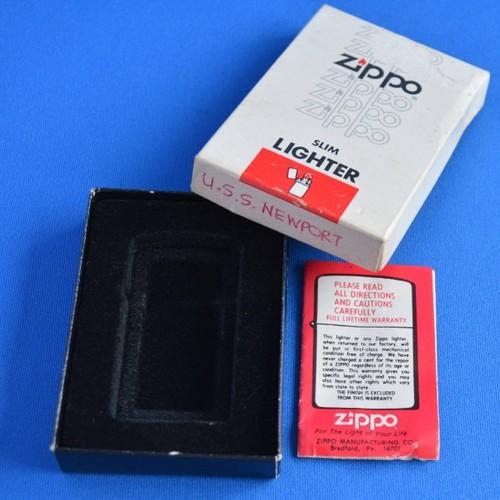 zippo
zippo
zippo
zippo
SLIM
LIGHTER
U.S.S. NEWPORT
PLEASE READ
ALL DIRECTIONS
AND CAUTIONS
CAREFULLY
FULL LIFETIME WARRANTY
This lighter or any Zippo lighter
when returned to our factory, will
be put in first-class mechanical
condition free of charge. We have
never charged a cent for the repair
of a ZIPPO regardless of its age or
condition. This warranty gives you
specific legal rights and you may
also have other rights which vary
from state to state.
THE FINISH IS EXCLUDED
FROM THIS WARRANTY.
zippo
For The Light of Your Life
ZIPPO MANUFACTURING CO.
Bradford, Pa. 16701